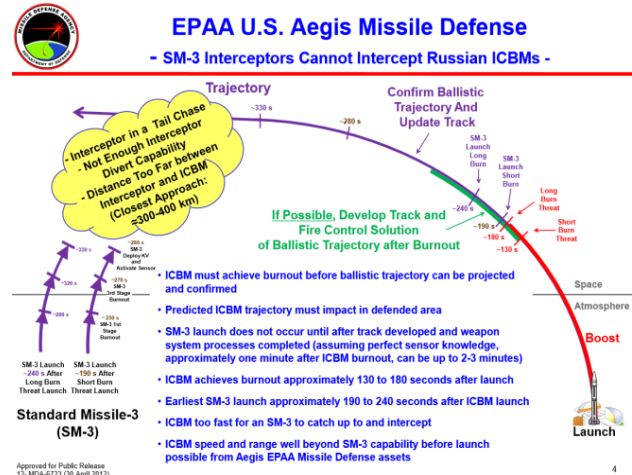 MISSILE DEFENSE AGENCY
DEPARTMENT OF DEFENSE
EPAA U.S. Aegis Missile Defense
- SM-3 Interceptors Cannot Intercept Russian ICBMs -
Trajectory
~330 s
~280 s
Confirm Ballistic
Trajectory And
Update Track
- Interceptor in a Tail Chase
- Not Enough Interceptor
Divert Capability
- Distance Too Far between
Interceptor and ICBM
(Closest Approach:
≈300-400 km)
SM-3
Launch
Long
Burn
SM-3
Launch
Short
Burn
~240 s
~190 s
~180 s
~130 s
Long
Burn
Threat
Short
Burn
Threat
If Possible, Develop Track and
Fire Control Solution
of Ballistic Trajectory after Burnout
~330 s
SM-3
Deploy KV
and
Activate Sensor
SM-3
3rd Stage
Burnout
SM-3 1st
Stage
Burnout
SM-3 Launch
~240 s After
Long Burn
Threat Launch
SM-3 Launch
~190 s After
Short Burn
Threat Launch
Standard Missile-3
(SM-3)
• ICBM must achieve burnout before ballistic trajectory can be projected
and confirmed
• Predicted ICBM trajectory must impact in defended area
• SM-3 launch does not occur until after track developed and weapon
system processes completed (assuming perfect sensor knowledge,
approximately one minute after ICBM burnout, can be up to 2-3 minutes)
• ICBM achieves burnout approximately 130 to 180 seconds after launch
• Earliest SM-3 launch approximately 190 to 240 seconds after ICBM launch
• ICBM too fast for an SM-3 to catch up to and intercept
• ICBM speed and range well beyond SM-3 capability before launch
possible from Aegis EPAA Missile Defense assets
Space
Atmosphere
Boost
Launch
Approved for Public Release
12- MDA-6723 (30 April 2012)
4